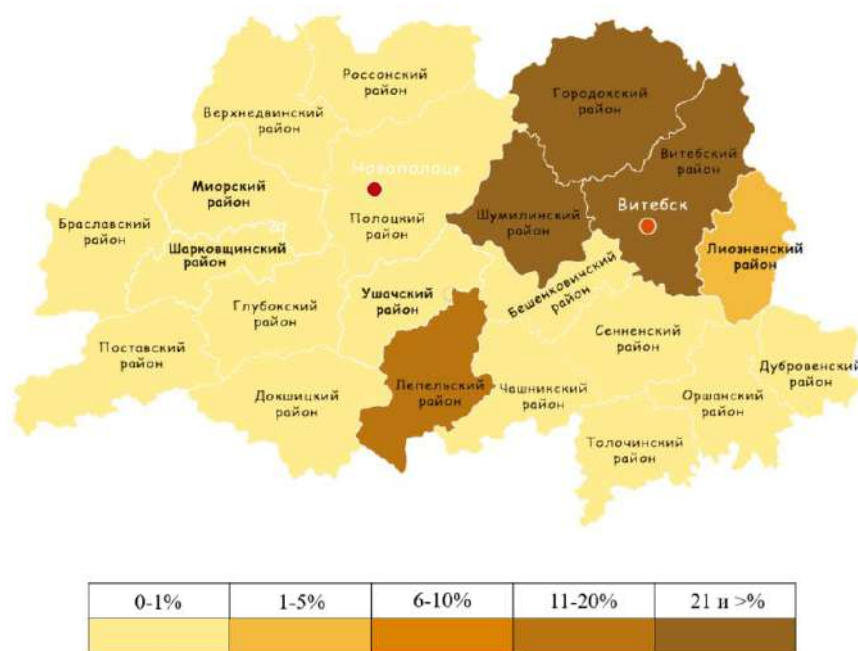 Россонский
район
Городокский
район
Верхнедвинский
район
Витебский
район
Новополоцк
Миорский
район
Витебск
Браславский
район
Полоцкий
район
Шумилинский
район
Шарковщинский
район
Лиозненский
район
Ушачский
район
Бешенковичский
район
Глубокский
район
Сенненский
район
Поставский
район
Дубровенский
район
Лепельский
район
Чашникский
район
Докшицкий
район
Оршанский
район
Толочинский
район
0-1%
1-5%
6-10%
11-20%
21 и >%